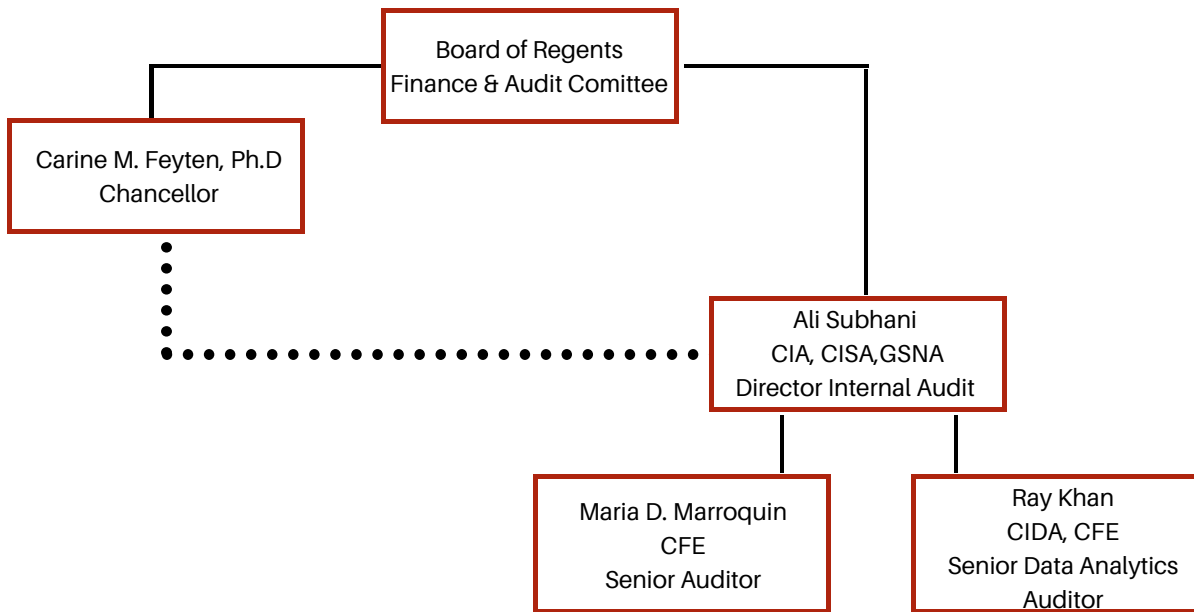 Board of Regents
Finance & Audit Comittee
Carine M. Feyten, Ph.D
Chancellor
Ali Subhani
CIA, CISA,GSNA
Director Internal Audit
Maria D. Marroquin
CFE
Senior Auditor
Ray Khan
CIDA, CFE
Senior Data Analytics
Auditor